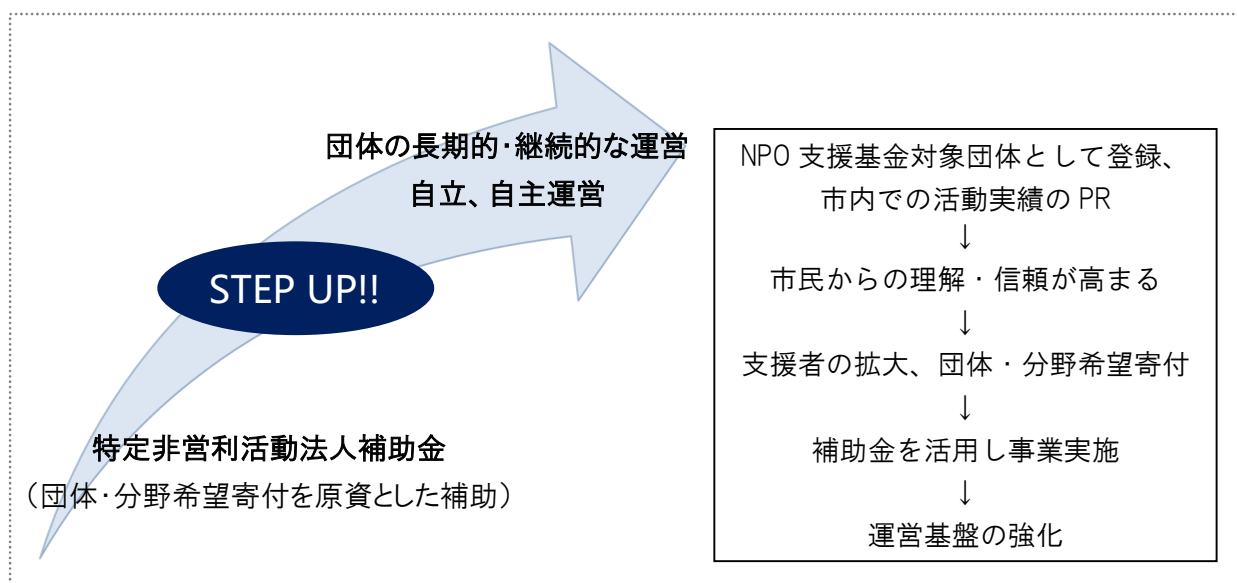 団体の長期的・継続的な運営
自立、自主運営
STEP UP!!
特定非営利活動法人補助金
（団体・分野希望寄付を原資とした補助）
NPO 支援基金対象団体として登録、
市内での活動実績の PR
↓
市民からの理解・信頼が高まる
↓
支援者の拡大、団体・分野希望寄付
↓
補助金を活用し事業実施
↓
運営基盤の強化